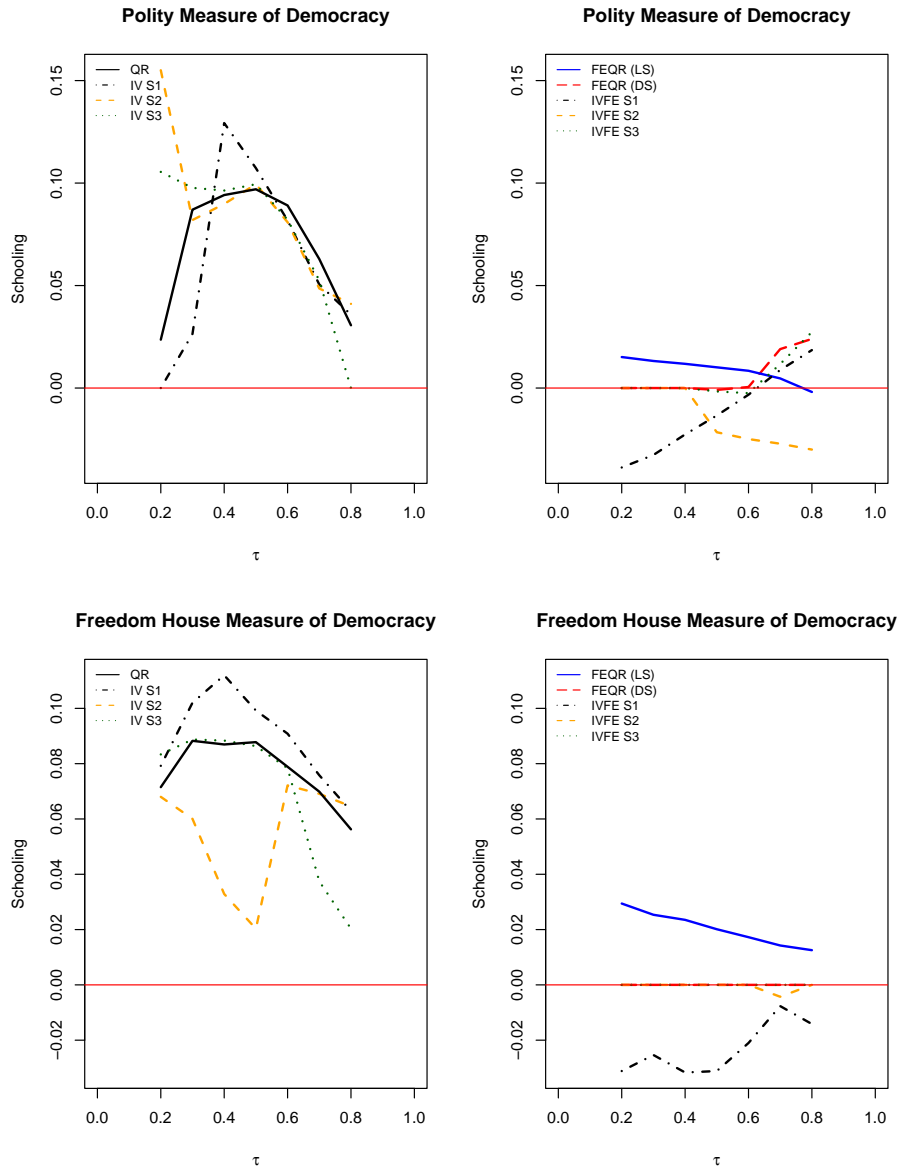 Polity Measure of Democracy
QR
IV S1
IV S2
IV S3
Schooling
0.15
0.10
0.05
0.00
0.0 0.2 0.4 0.6 0.8 1.0
τ
Polity Measure of Democracy
FEQR (LS)
FEQR (DS)
IVFE S1
IVFE S2
IVFE S3
Schooling
0.15
0.10
0.05
0.00
0.0 0.2 0.4 0.6 0.8 1.0
τ
Freedom House Measure of Democracy
QR
IV S1
IV S2
IV S3
Schooling
0.10
0.08
0.06
0.04
0.02
0.00
−0.02
0.0 0.2 0.4 0.6 0.8 1.0
τ
Freedom House Measure of Democracy
FEQR (LS)
FEQR (DS)
IVFE S1
IVFE S2
IVFE S3
Schooling
0.10
0.08
0.06
0.04
0.02
0.00
−0.02
0.0 0.2 0.4 0.6 0.8 1.0
τ